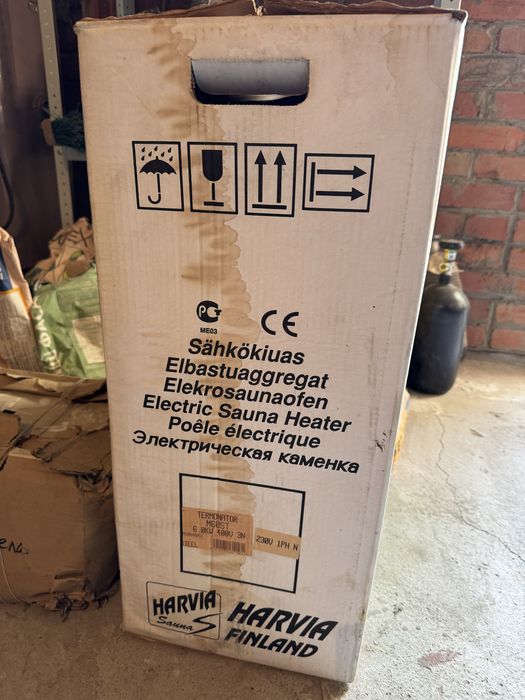 PG
ME03
CE
Sähkökiuas
Elbastuaggregat
Elekrosaunaofen
Electric Sauna Heater
Poêle électrique
Электрическая каменка
TERMONATOR
M60ST
6.0KW 400V 3N
230V 1PH N
STEEL
HARVIA
Sauna
HARVIA
FINLAND